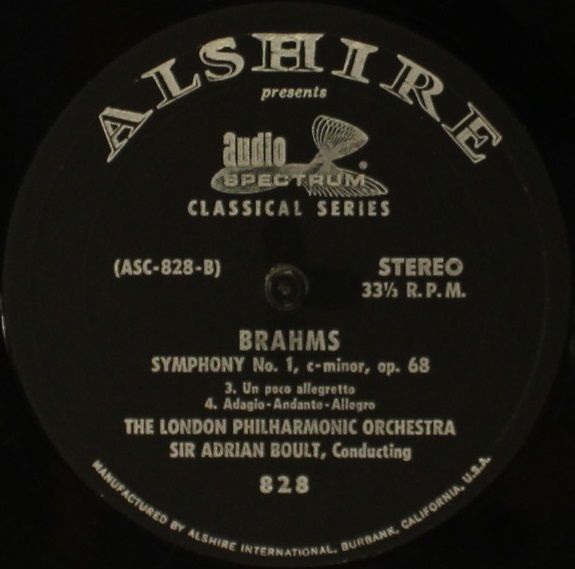 ALSHIRE
presents
audio
SPECTRUM®
CLASSICAL SERIES
(ASC-828-B)
STEREO
33⅓ R.P.M.
BRAHMS
SYMPHONY No. 1, c-minor, op. 68
3. Un poco allegretto
4. Adagio-Andante-Allegro
THE LONDON PHILHARMONIC ORCHESTRA
SIR ADRIAN BOULT, Conducting
828
MANUFACTURED BY ALSHIRE INTERNATIONAL, BURBANK, CALIFORNIA, U.S.A.